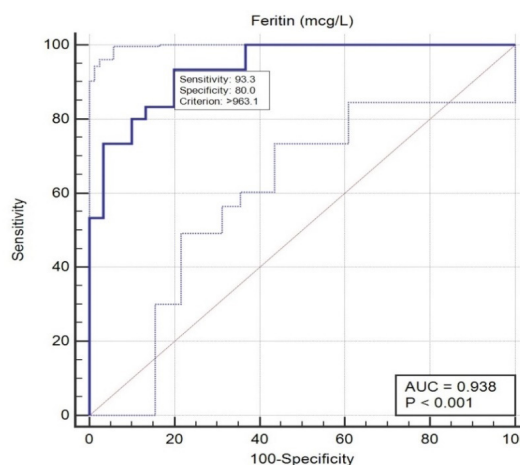 Feritin (mcg/L)
100
80
60
40
20
0
Sensitivity
Sensitivity: 93.3
Specificity: 80.0
Criterion: >963.1
AUC = 0.938
P < 0.001
0 20 40 60 80 100
100-Specificity